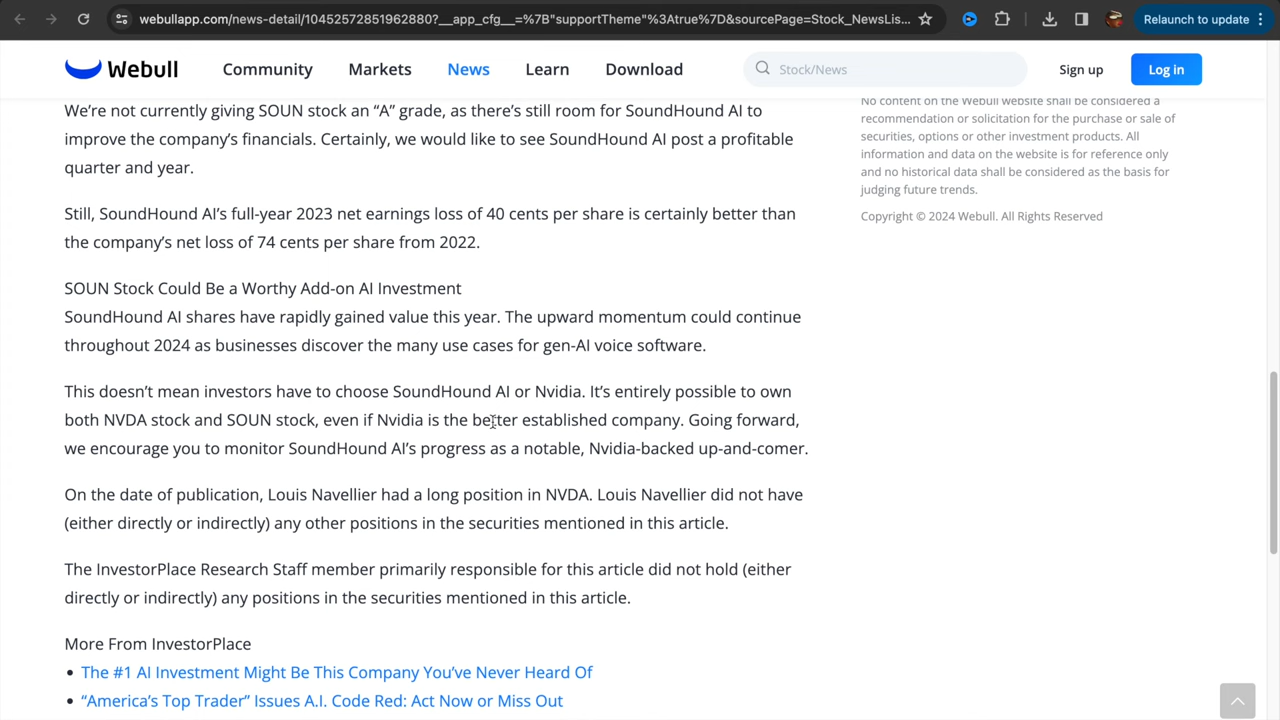 webullapp.com/news-detail/10452572851962880?__app_cfg__=%7B"supportTheme"%3Atrue%7D&sourcePage=Stock_NewsLis...
Relaunch to update
Webull
Community
Markets
News
Learn
Download
Stock/News
Sign up
Log in
We’re not currently giving SOUN stock an “A” grade, as there’s still room for SoundHound AI to
improve the company’s financials. Certainly, we would like to see SoundHound AI post a profitable
quarter and year.
Still, SoundHound AI’s full-year 2023 net earnings loss of 40 cents per share is certainly better than
the company’s net loss of 74 cents per share from 2022.
SOUN Stock Could Be a Worthy Add-on AI Investment
SoundHound AI shares have rapidly gained value this year. The upward momentum could continue
throughout 2024 as businesses discover the many use cases for gen-AI voice software.
This doesn’t mean investors have to choose SoundHound AI or Nvidia. It’s entirely possible to own
both NVDA stock and SOUN stock, even if Nvidia is the better established company. Going forward,
we encourage you to monitor SoundHound AI’s progress as a notable, Nvidia-backed up-and-comer.
On the date of publication, Louis Navellier had a long position in NVDA. Louis Navellier did not have
(either directly or indirectly) any other positions in the securities mentioned in this article.
The InvestorPlace Research Staff member primarily responsible for this article did not hold (either
directly or indirectly) any positions in the securities mentioned in this article.
More From InvestorPlace
The #1 AI Investment Might Be This Company You’ve Never Heard Of
“America’s Top Trader” Issues A.I. Code Red: Act Now or Miss Out
No content on the Webull website shall be considered a
recommendation or solicitation for the purchase or sale of
securities, options or other investment products. All
information and data on the website is for reference only
and no historical data shall be considered as the basis for
judging future trends.
Copyright © 2024 Webull. All Rights Reserved